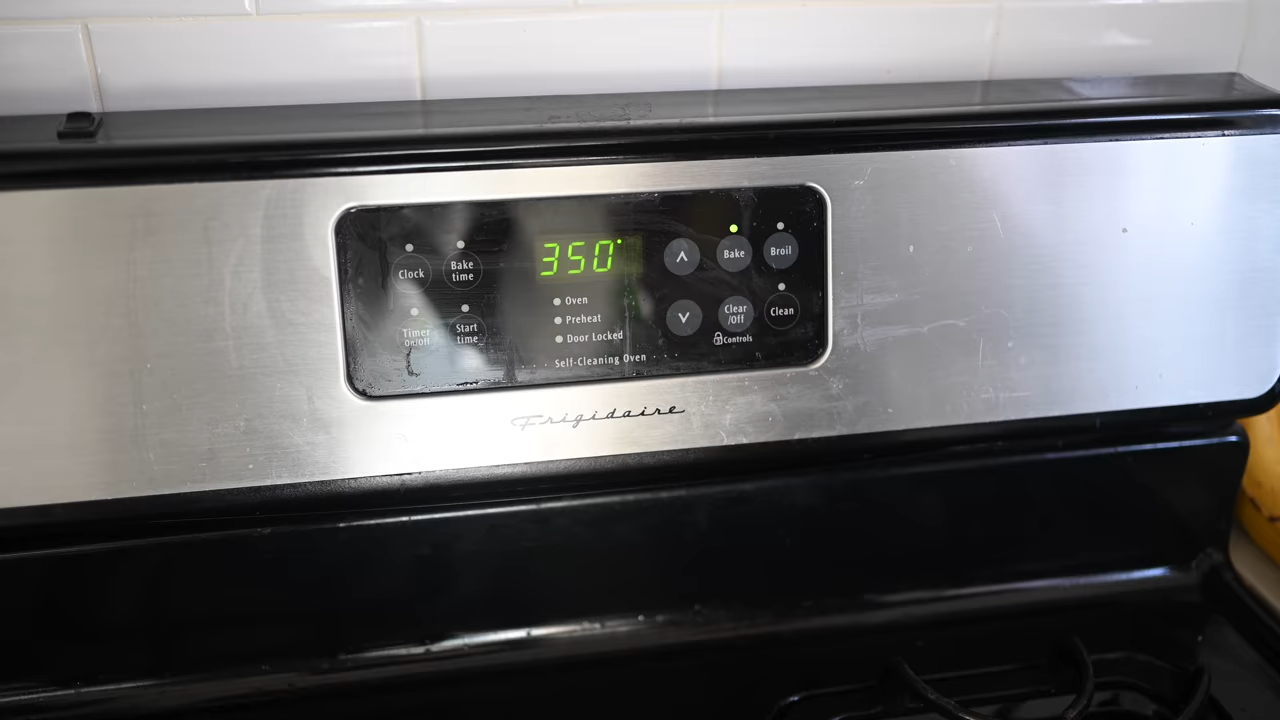 350°
Clock
Bake
time
Bake
Broil
Oven
Preheat
Door Locked
Timer
On/Off
Start
time
Clear
/Off
Clean
Controls
Self-Cleaning Oven
Frigidaire